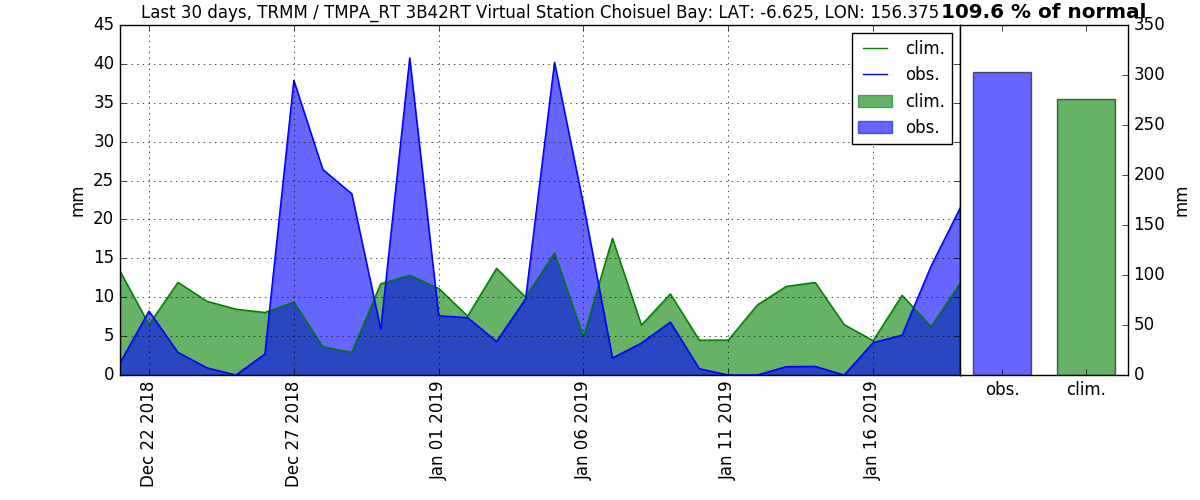 Last 30 days, TRMM / TMPA_RT 3B42RT Virtual Station Choisuel Bay: LAT: -6.625, LON: 156.375
109.6 % of normal
45
40
35
30
25
20
15
10
5
0
mm
clim.
obs.
clim.
obs.
350
300
250
200
150
100
50
0
mm
obs.
clim.
Dec 22 2018
Dec 27 2018
Jan 01 2019
Jan 06 2019
Jan 11 2019
Jan 16 2019